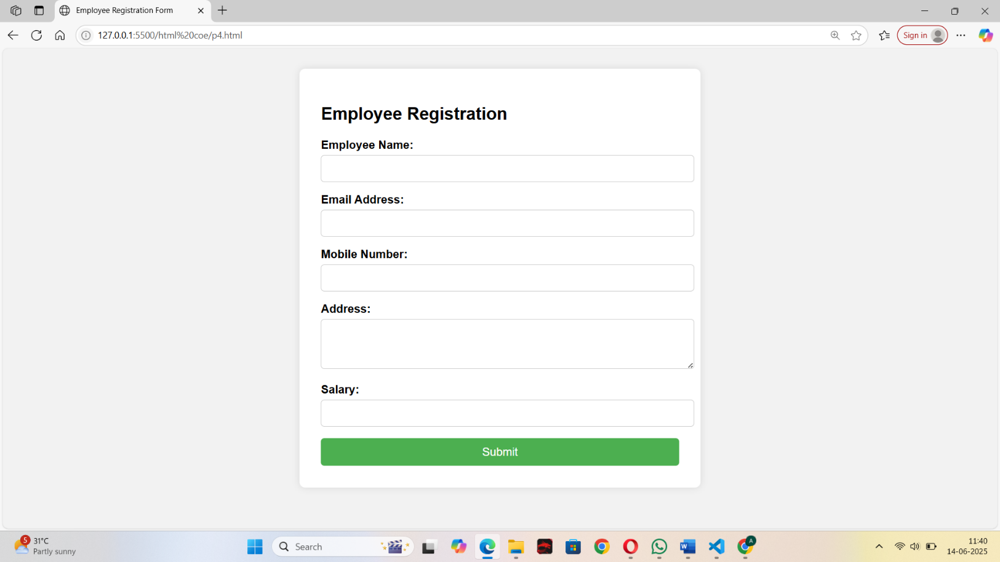 Employee Registration Form
127.0.0.1:5500/html%20coe/p4.html
Sign in
Employee Registration
Employee Name:
Email Address:
Mobile Number:
Address:
Salary:
Submit
5
31°C
Partly sunny
Search
W
A
11:40
14-06-2025